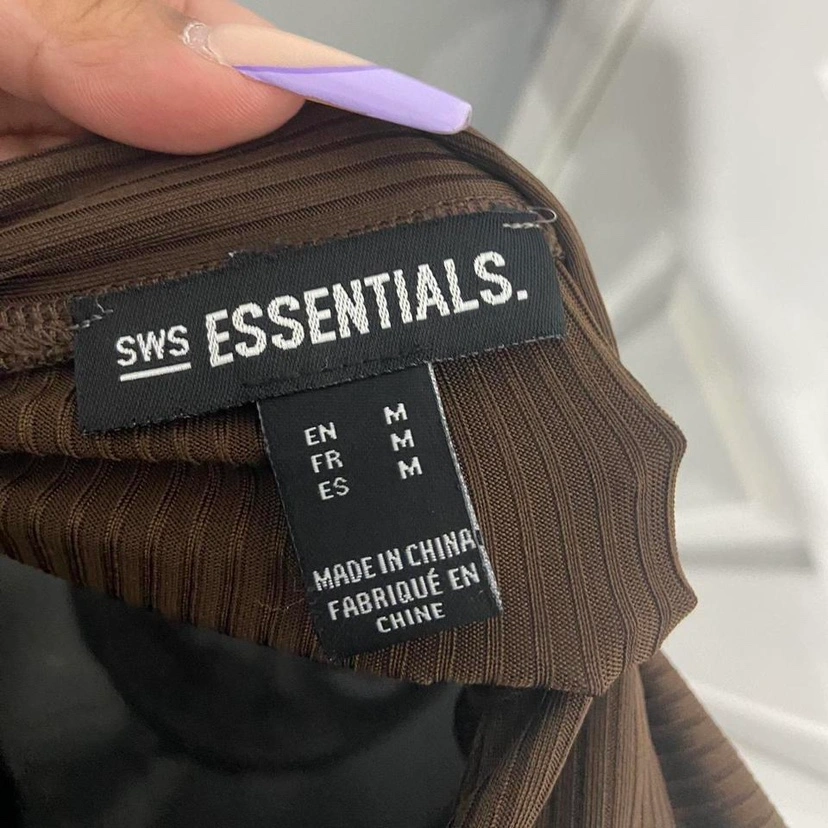 SWS ESSENTIALS.
EN M
FR M
ES M
MADE IN CHINA
FABRIQUÉ EN
CHINE